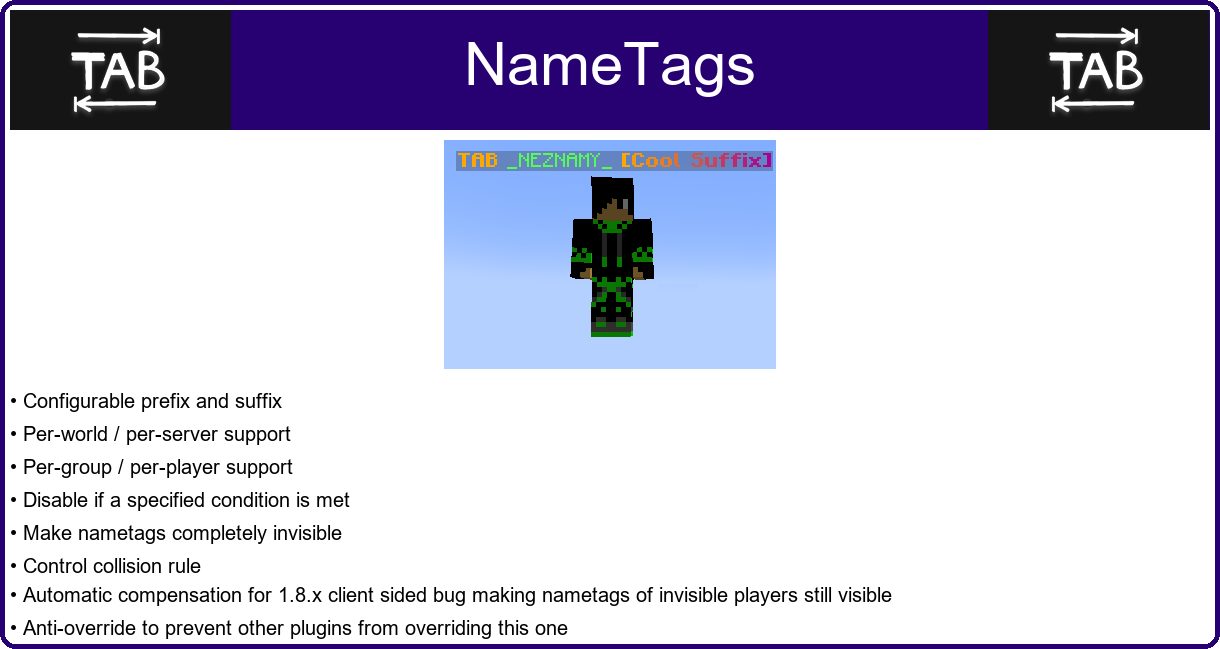 TAB
NameTags
TAB
TAB _NEZNAMY_ [Cool Suffix]
• Configurable prefix and suffix
• Per-world / per-server support
• Per-group / per-player support
• Disable if a specified condition is met
• Make nametags completely invisible
• Control collision rule
• Automatic compensation for 1.8.x client sided bug making nametags of invisible players still visible
• Anti-override to prevent other plugins from overriding this one